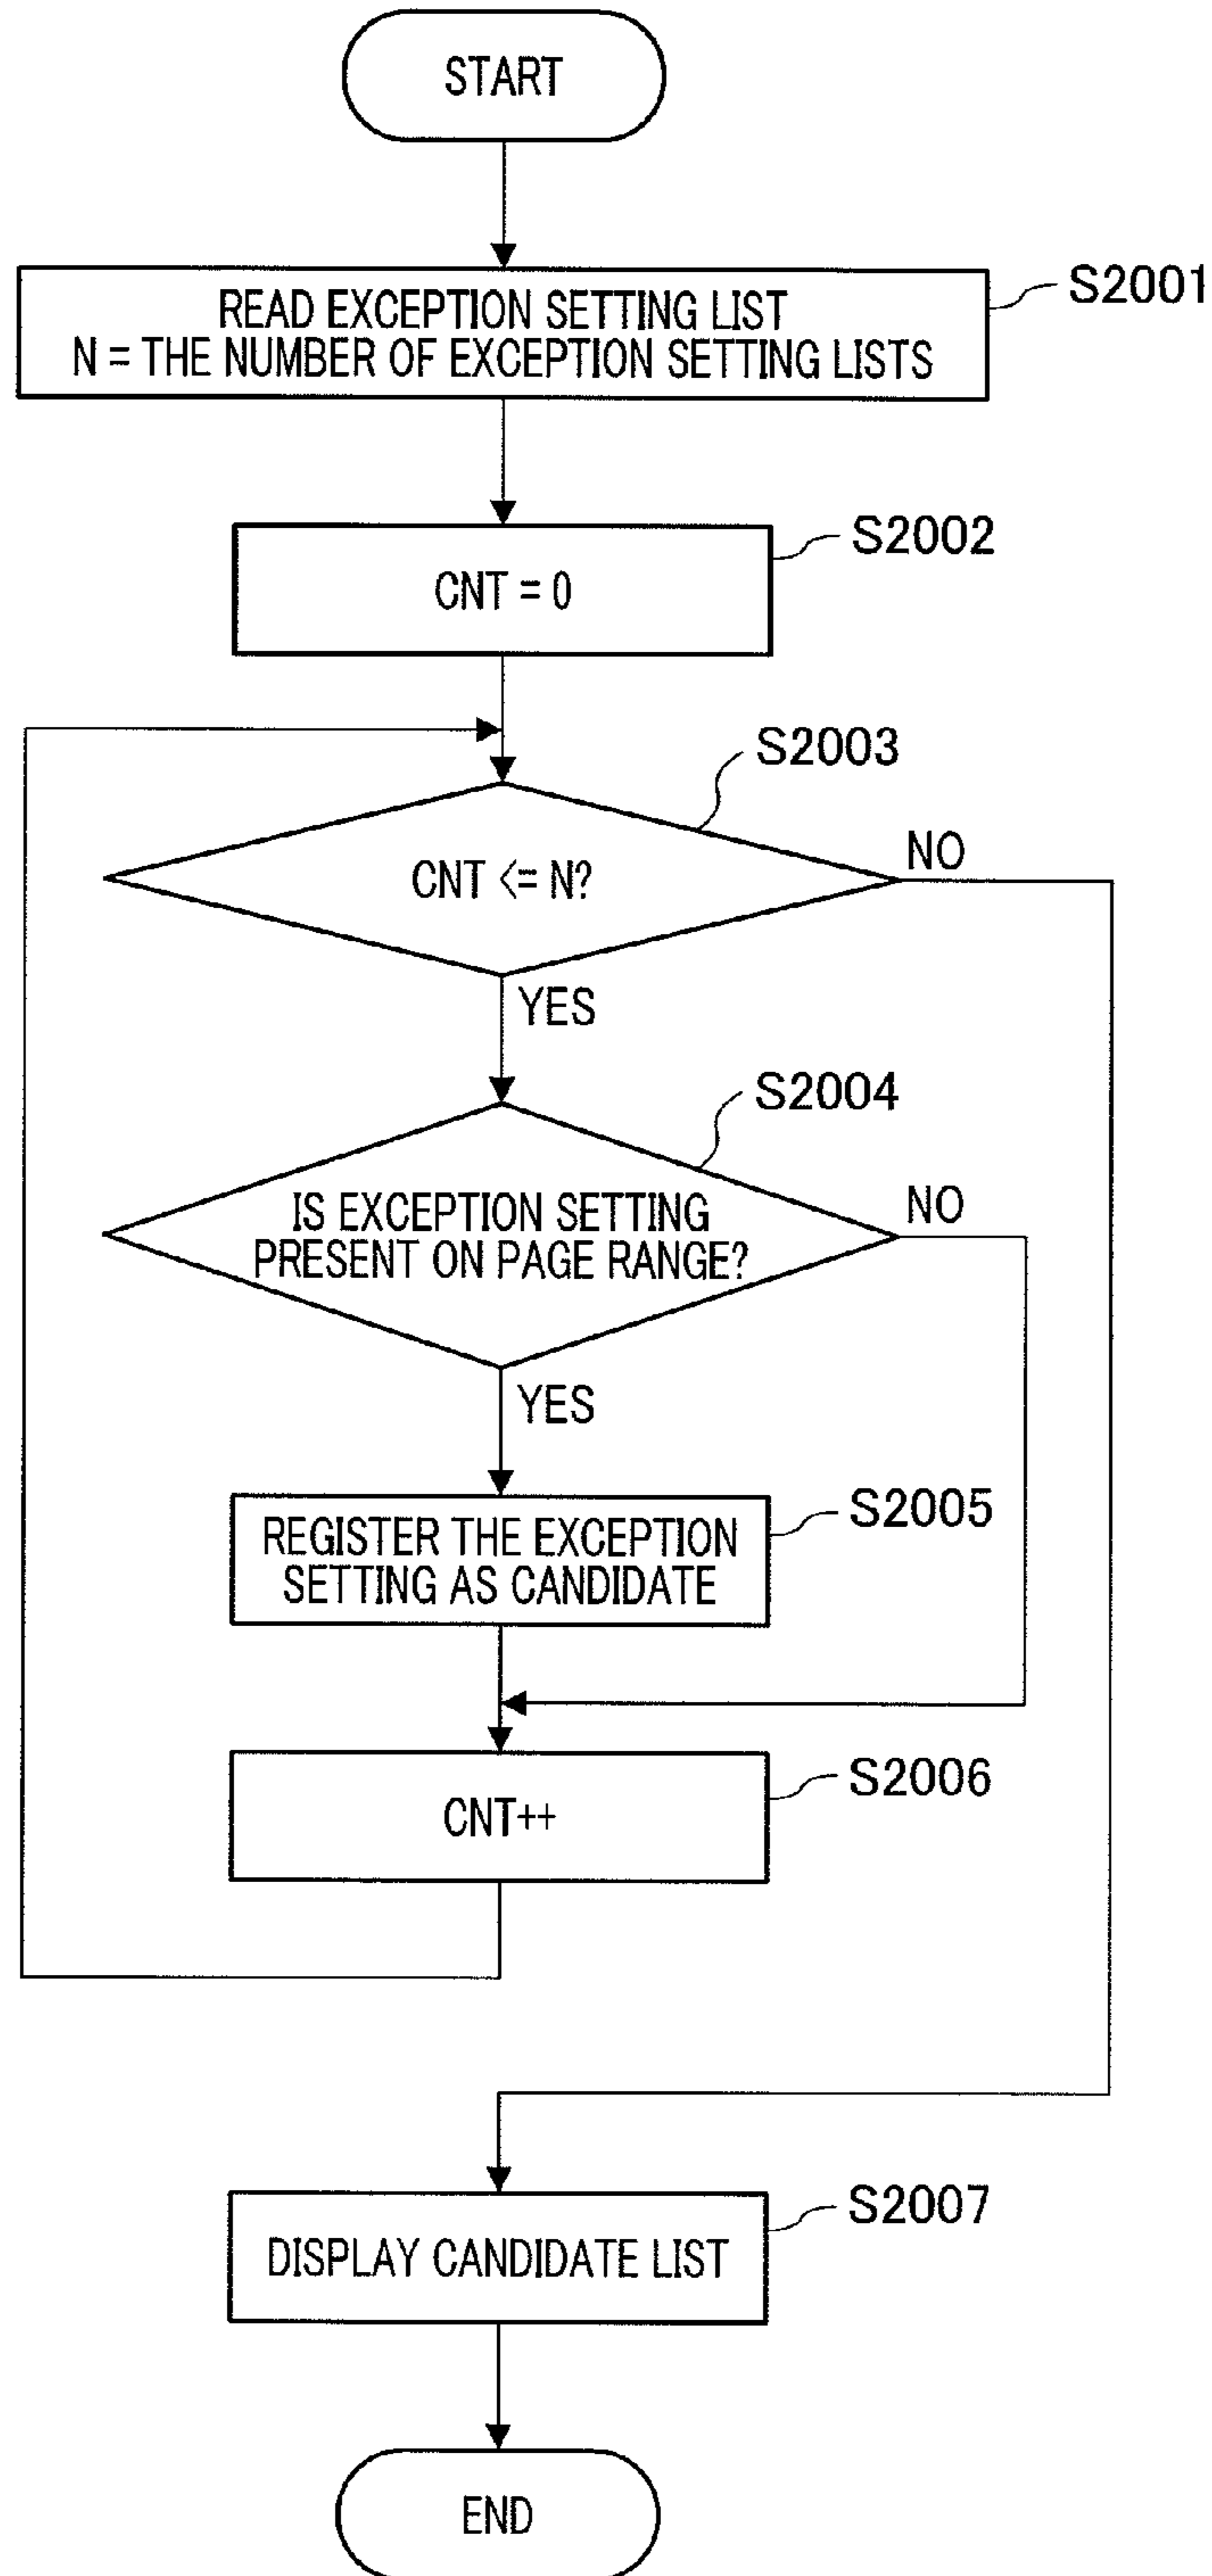 START
S2001
READ EXCEPTION SETTING LIST
N = THE NUMBER OF EXCEPTION SETTING LISTS
S2002
CNT = 0
S2003
CNT <= N?
NO
YES
S2004
IS EXCEPTION SETTING
PRESENT ON PAGE RANGE?
NO
YES
S2005
REGISTER THE EXCEPTION
SETTING AS CANDIDATE
S2006
CNT++
S2007
DISPLAY CANDIDATE LIST
END